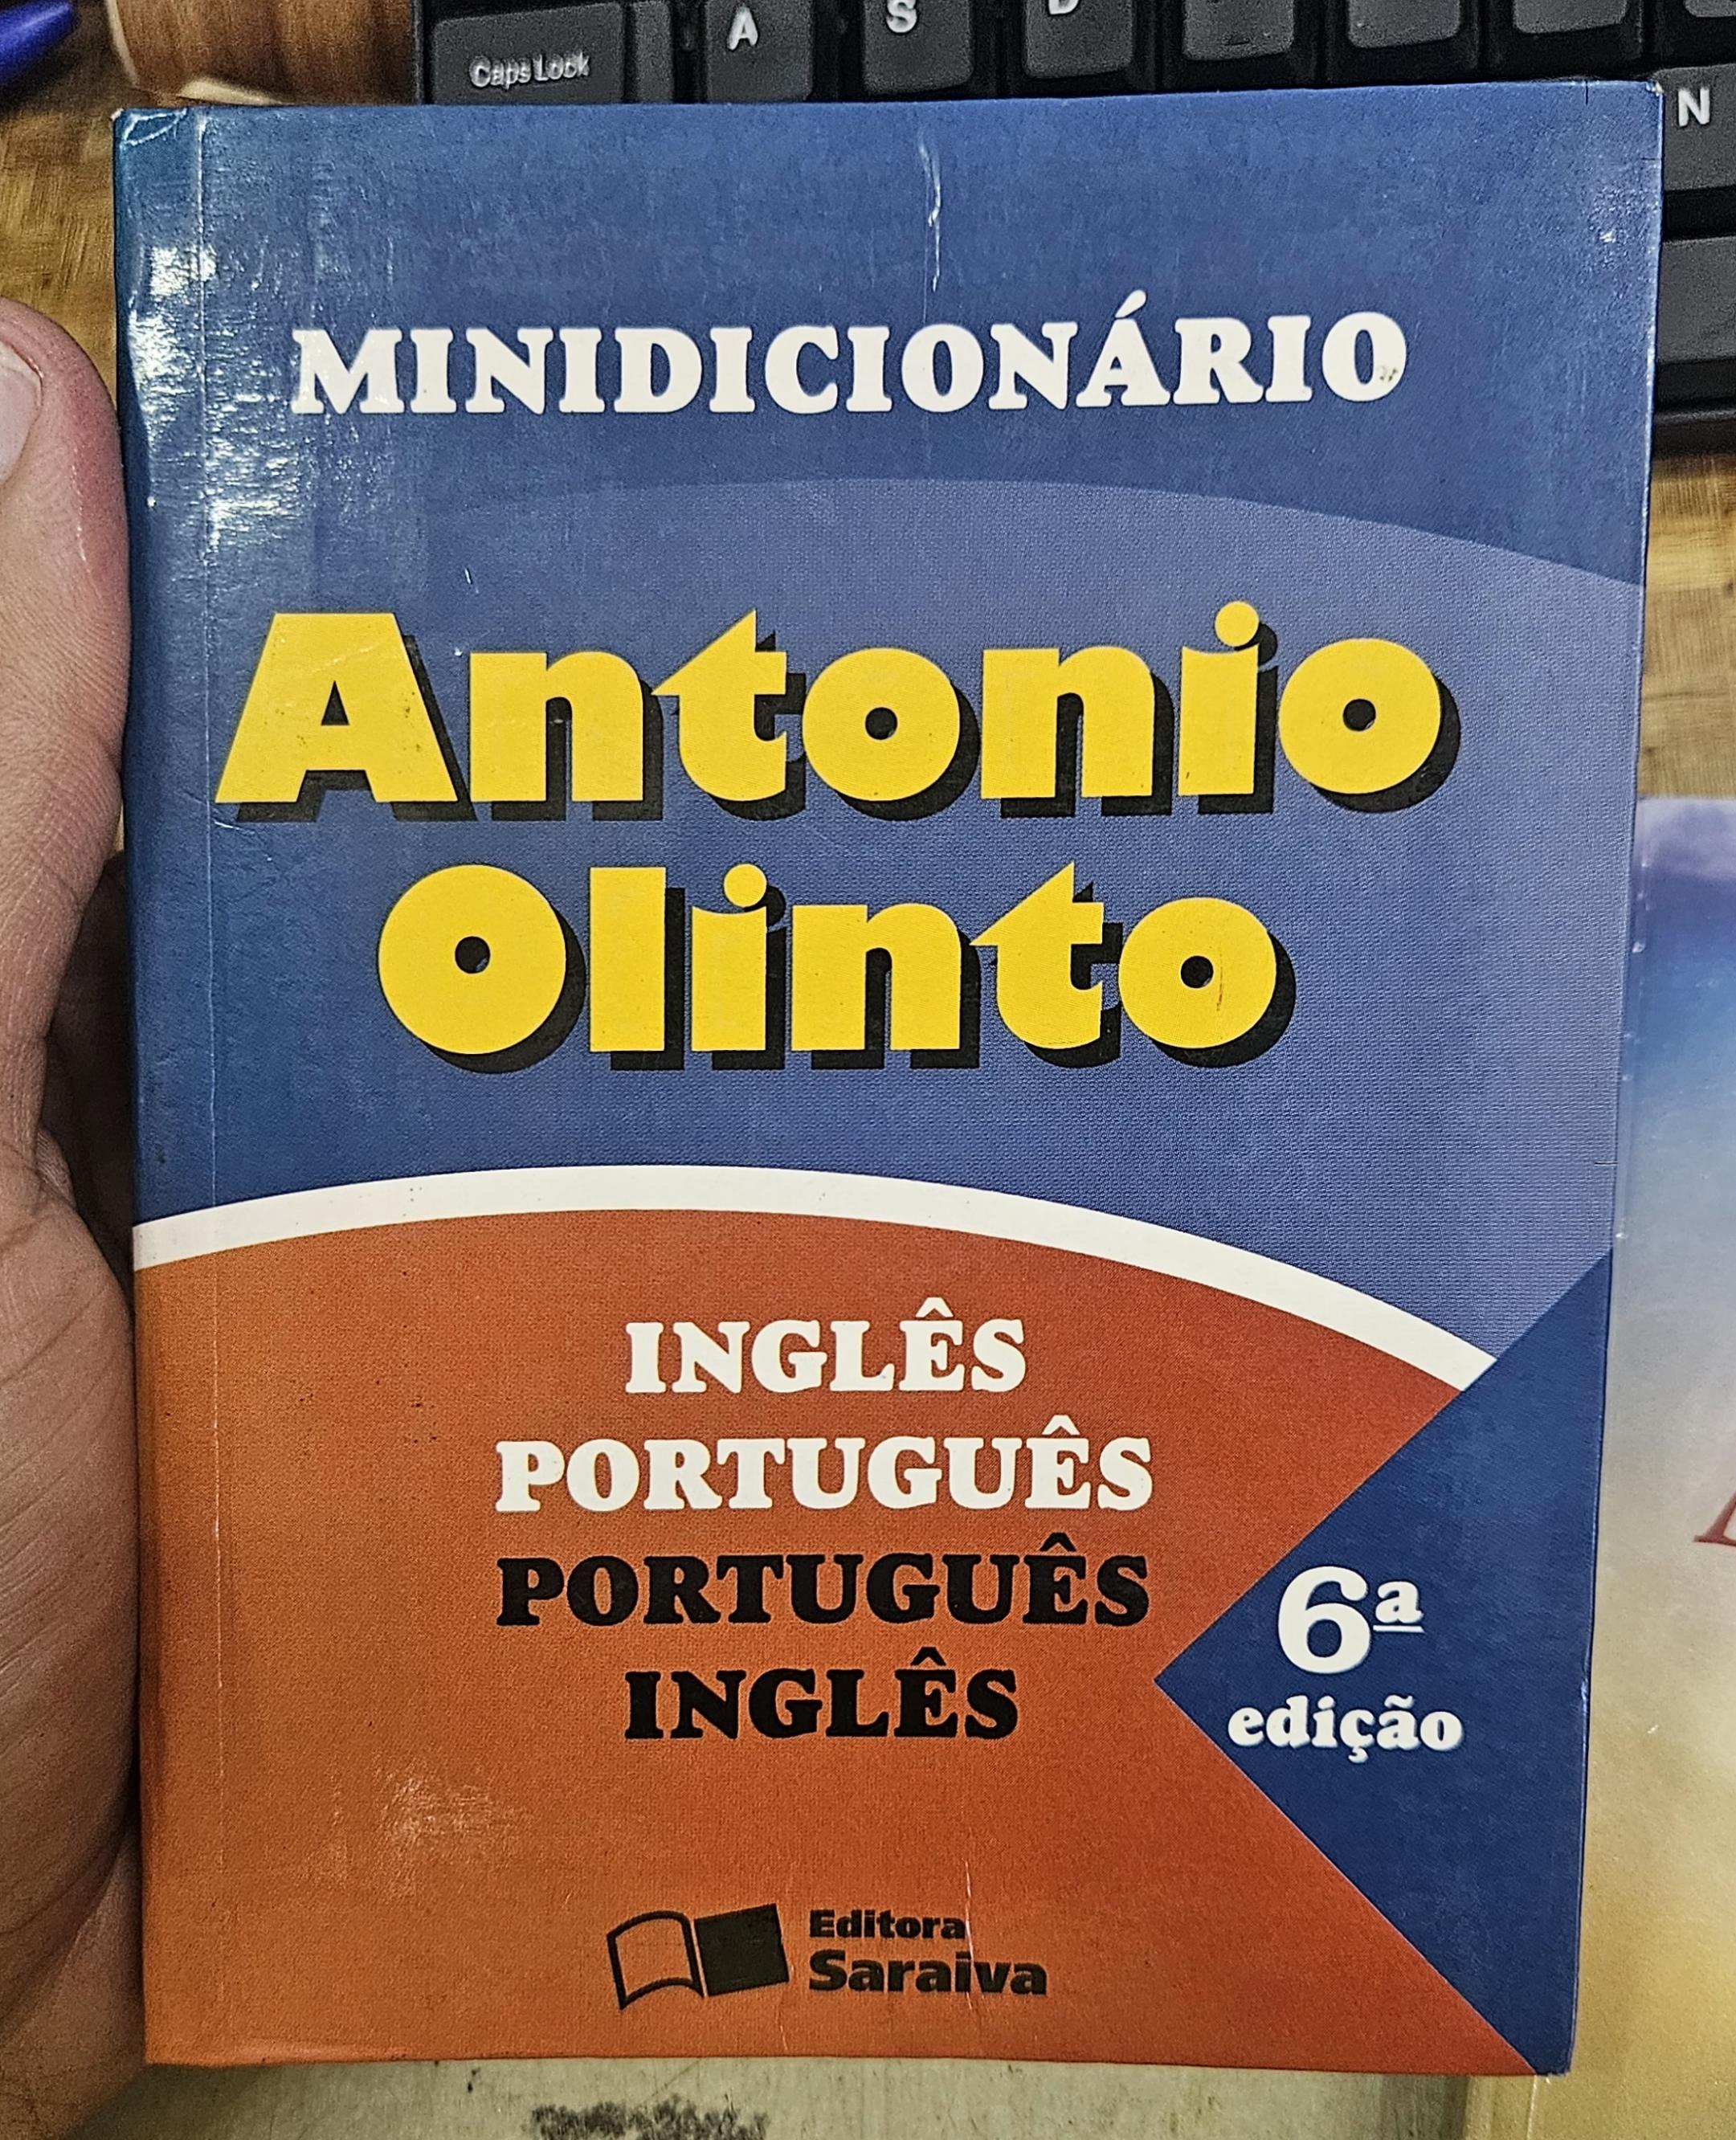 Caps Lock
A
S
D
N
MINIDICIONÁRIO
Antonio
Olinto
INGLÊS
PORTUGUÊS
PORTUGUÊS
INGLÊS
6ª
edição
Editora
Saraiva